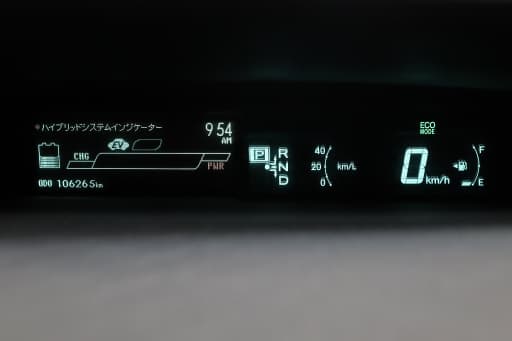 ハイブリッドシステムインジケーター
9:54
AM
EV
CHG
PWR
ODO 106265km
P
R
N
D
40
20
0
km/L
ECO
MODE
0 km/h
F
E